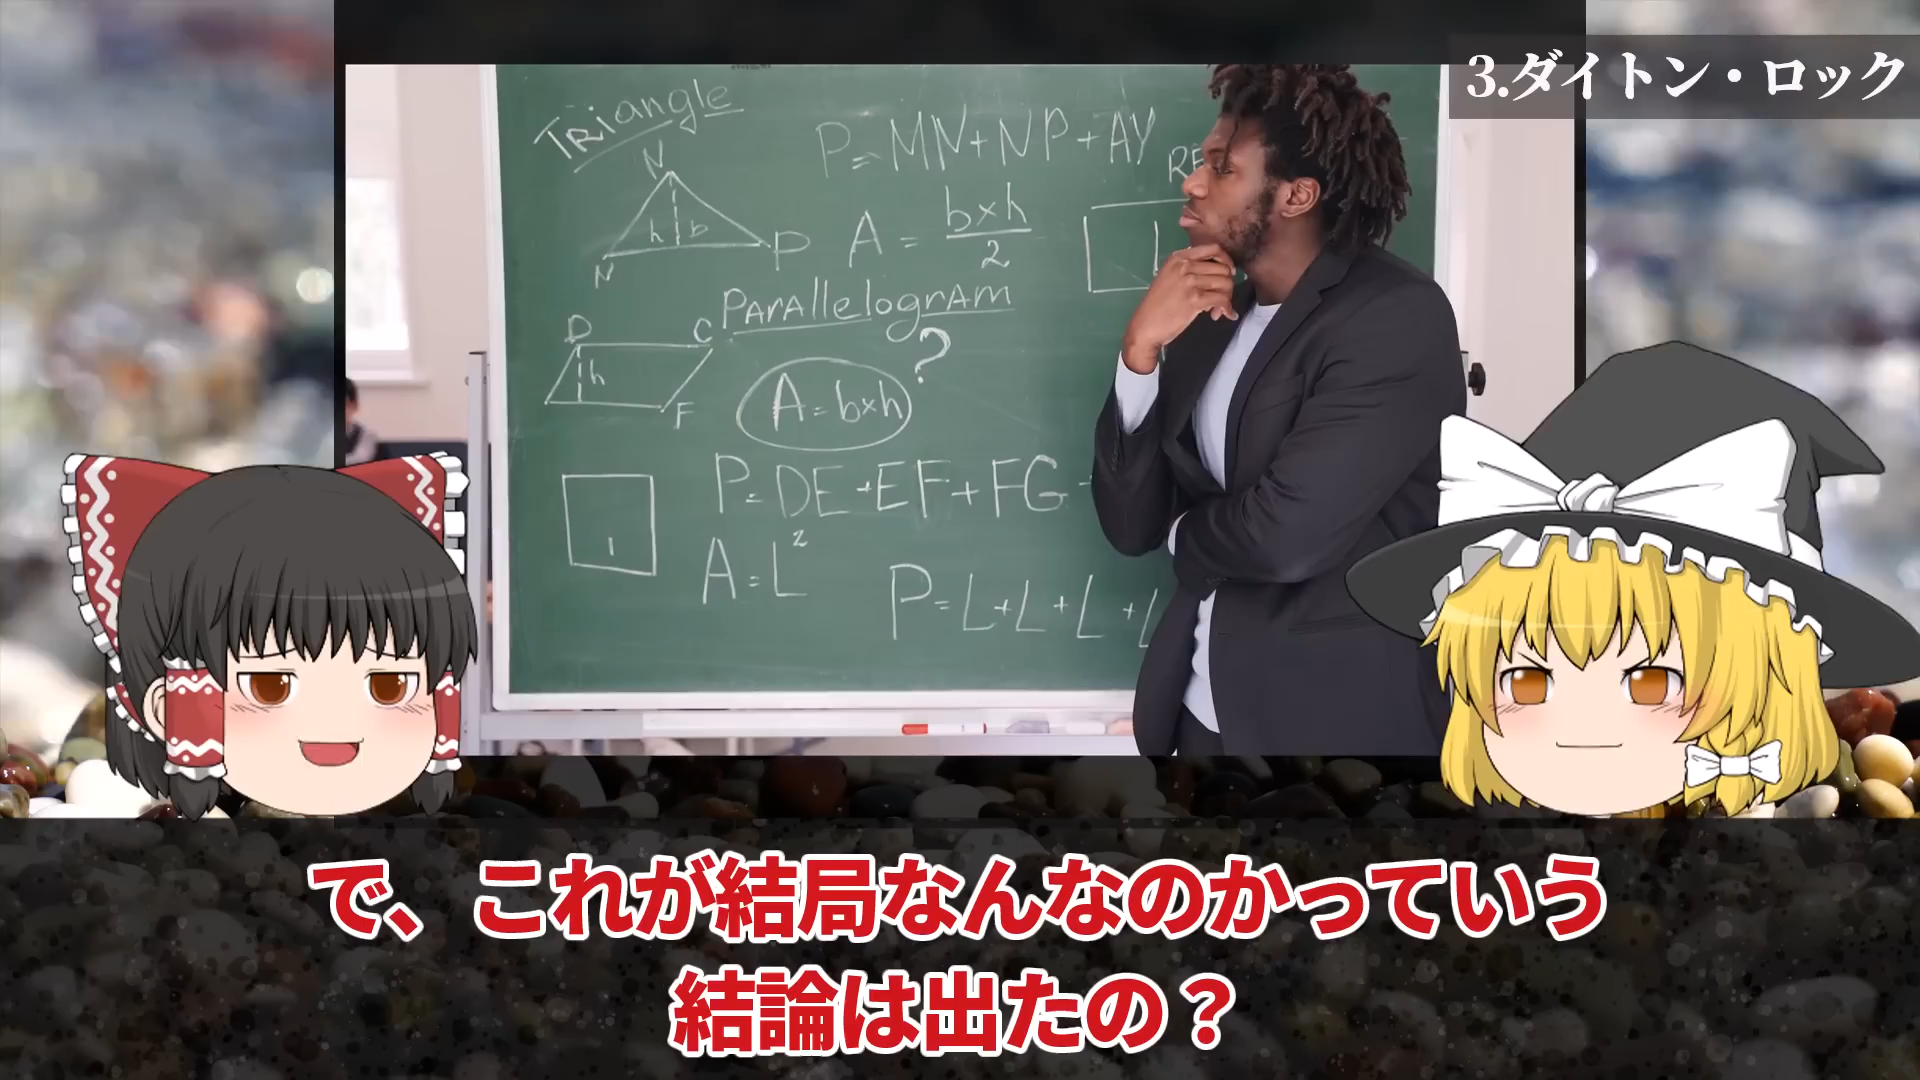 3.ダイトン・ロック
TRiangle
N
h b
N P
P=MN+NP+AY
A=b×h/2
RE
PARAllelogrAm
D C
h
F
A=b×h
?
P=DE+EF+FG
A=L²
P=L+L+L+L
で、これが結局なんなのかっていう
結論は出たの？